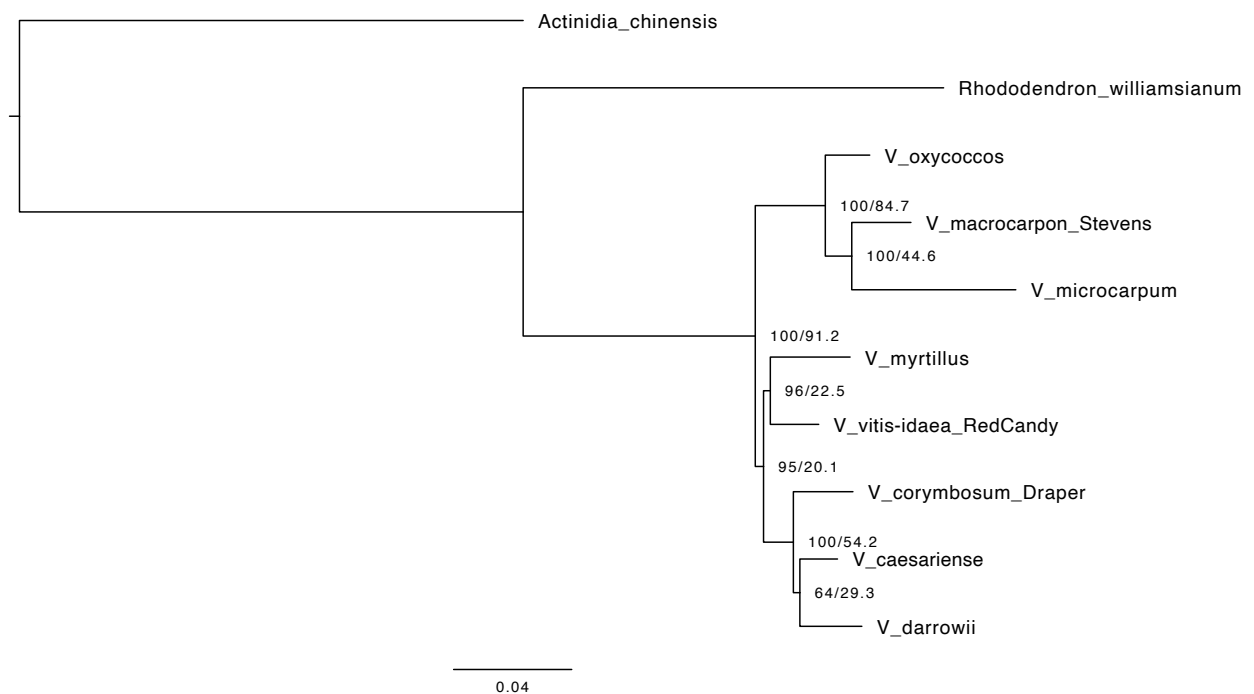 Actinidia_chinensis
Rhododendron_williamsianum
V_oxycoccos
100/84.7
V_macrocarpon_Stevens
100/44.6
V_microcarpum
100/91.2
V_myrtillus
96/22.5
V_vitis-idaea_RedCandy
95/20.1
V_corymbosum_Draper
100/54.2
V_caesariense
64/29.3
V_darrowii
0.04